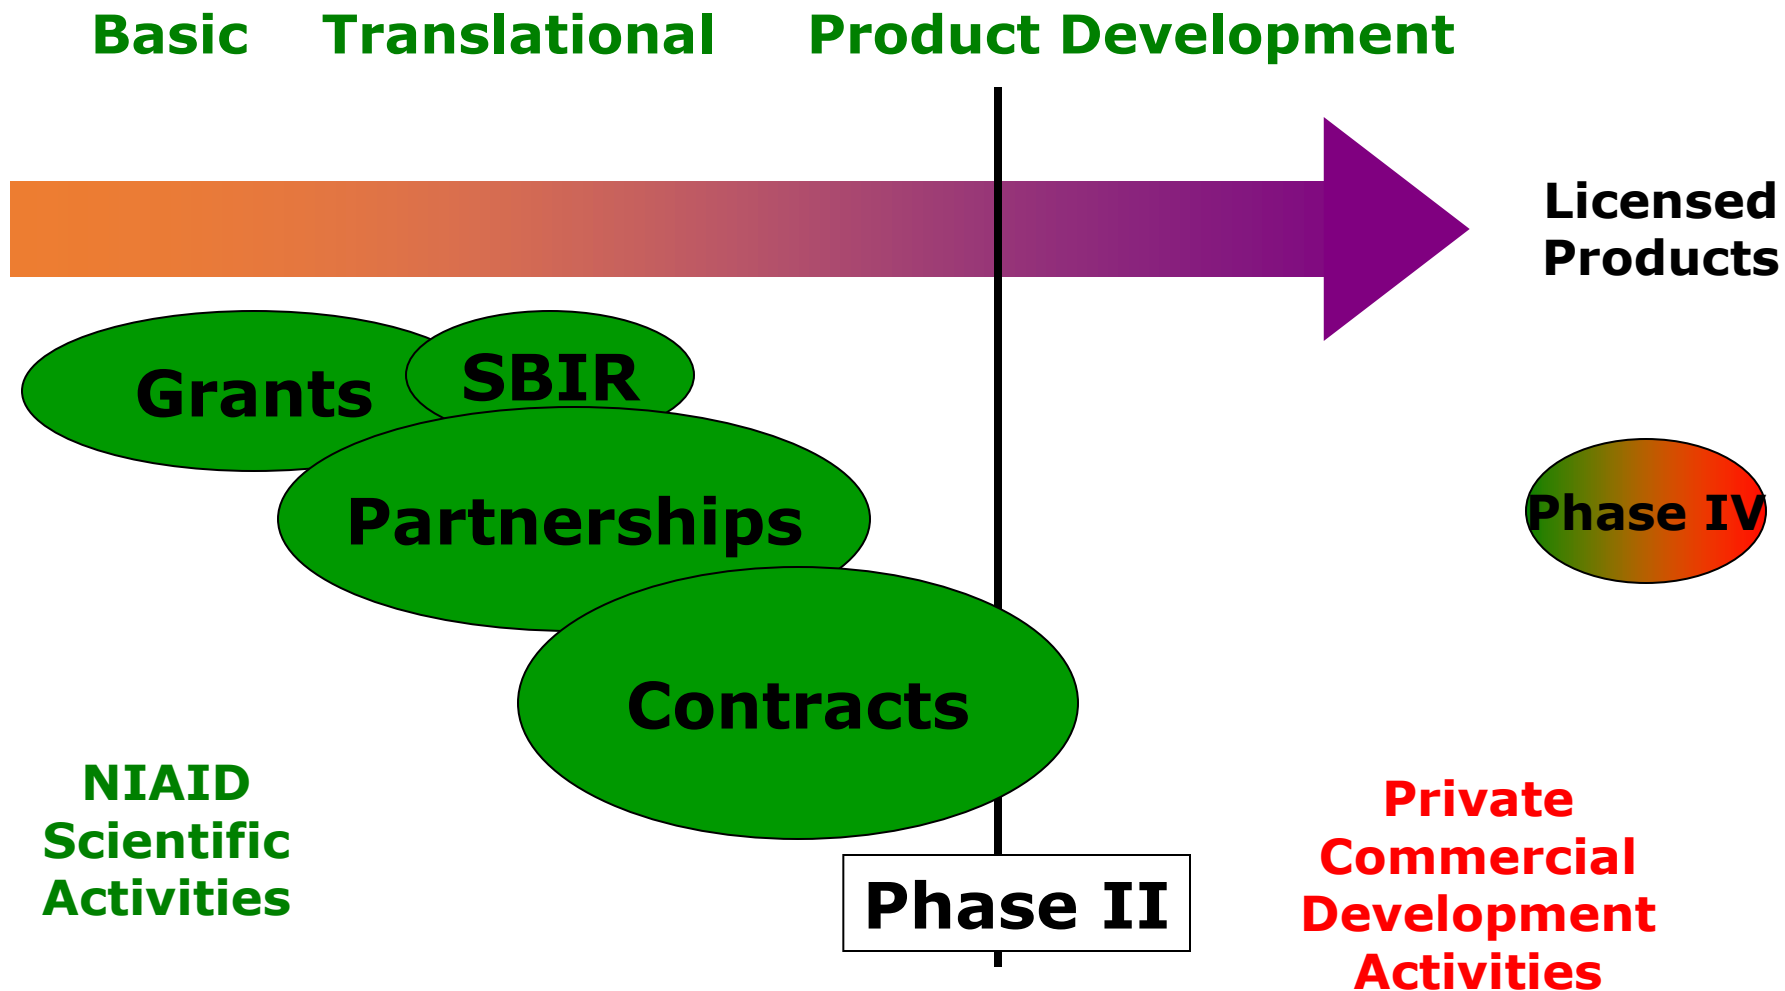 Basic Translational Product Development
Licensed
Products
Grants
SBIR
Partnerships
Phase IV
Contracts
NIAID
Scientific
Activities
Phase II
Private
Commercial
Development
Activities